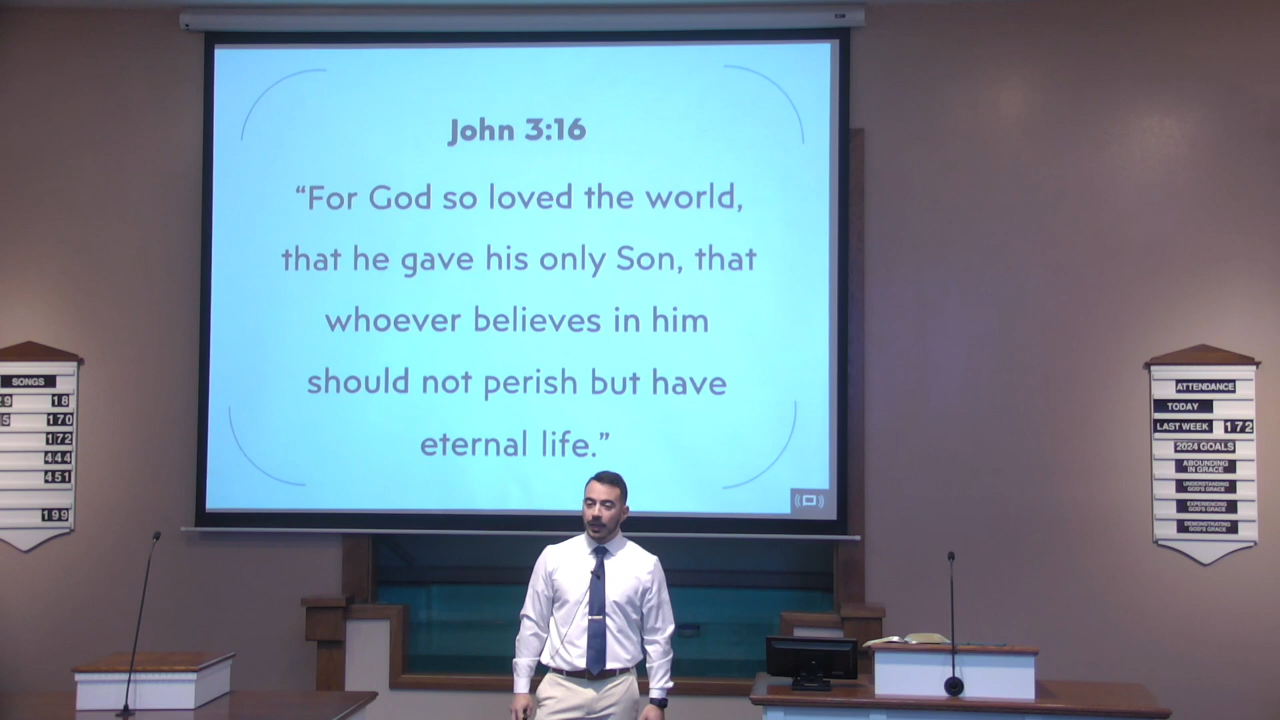 John 3:16
“For God so loved the world,
that he gave his only Son, that
whoever believes in him
should not perish but have
eternal life.”
SONGS
29 18
5 170
172
444
451
199
ATTENDANCE
TODAY
LAST WEEK 172
2024 GOALS
ABOUNDING
IN GRACE
UNDERSTANDING
GOD'S GRACE
EXPERIENCING
GOD'S GRACE
DEMONSTRATING
GOD'S GRACE